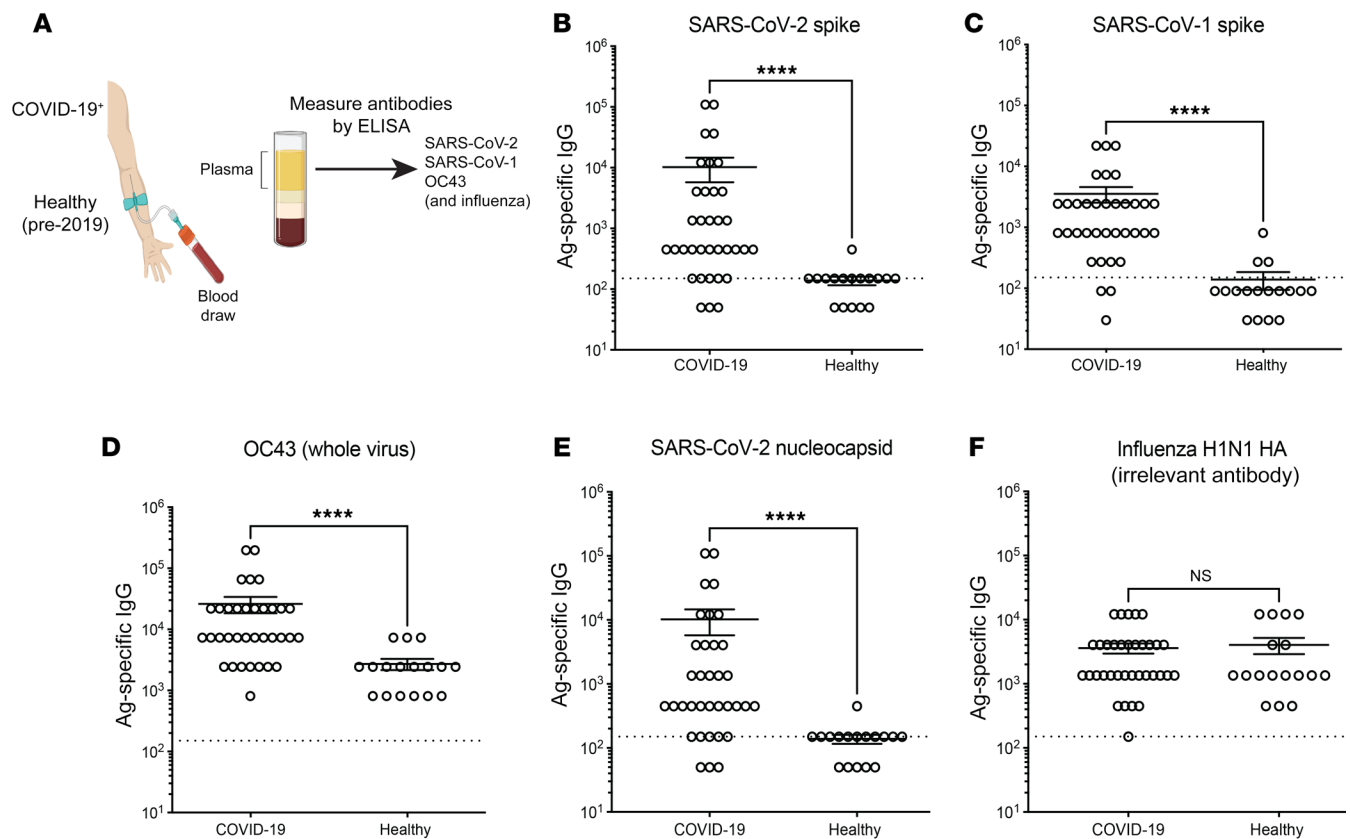 A
COVID-19⁺
Healthy
(pre-2019)
Blood
draw
Plasma
Measure antibodies
by ELISA
SARS-CoV-2
SARS-CoV-1
OC43
(and influenza)
B
SARS-CoV-2 spike
Ag-specific IgG
10⁶
10⁵
10⁴
10³
10²
10¹
****
COVID-19
Healthy
C
SARS-CoV-1 spike
Ag-specific IgG
10⁶
10⁵
10⁴
10³
10²
10¹
****
COVID-19
Healthy
D
OC43 (whole virus)
Ag-specific IgG
10⁶
10⁵
10⁴
10³
10²
10¹
****
COVID-19
Healthy
E
SARS-CoV-2 nucleocapsid
Ag-specific IgG
10⁶
10⁵
10⁴
10³
10²
10¹
****
COVID-19
Healthy
F
Influenza H1N1 HA
(irrelevant antibody)
Ag-specific IgG
10⁶
10⁵
10⁴
10³
10²
10¹
NS
COVID-19
Healthy